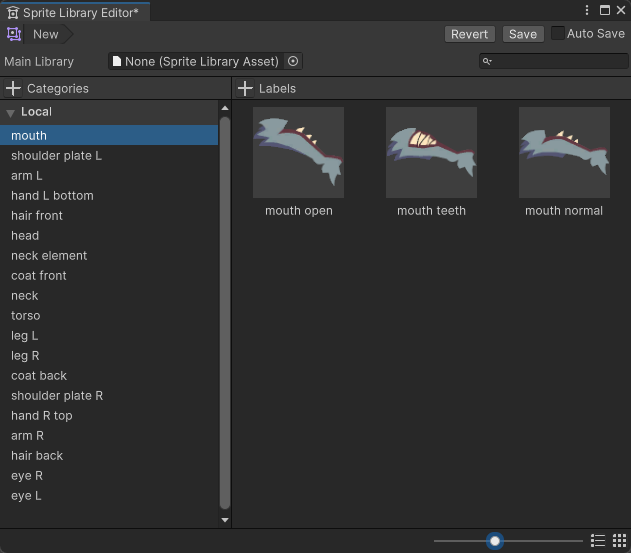 Sprite Library Editor*
New
Revert
Save
Auto Save
Main Library
None (Sprite Library Asset)
Categories
Labels
Local
mouth
shoulder plate L
arm L
hand L bottom
hair front
head
neck element
coat front
neck
torso
leg L
leg R
coat back
shoulder plate R
hand R top
arm R
hair back
eye R
eye L
mouth open
mouth teeth
mouth normal